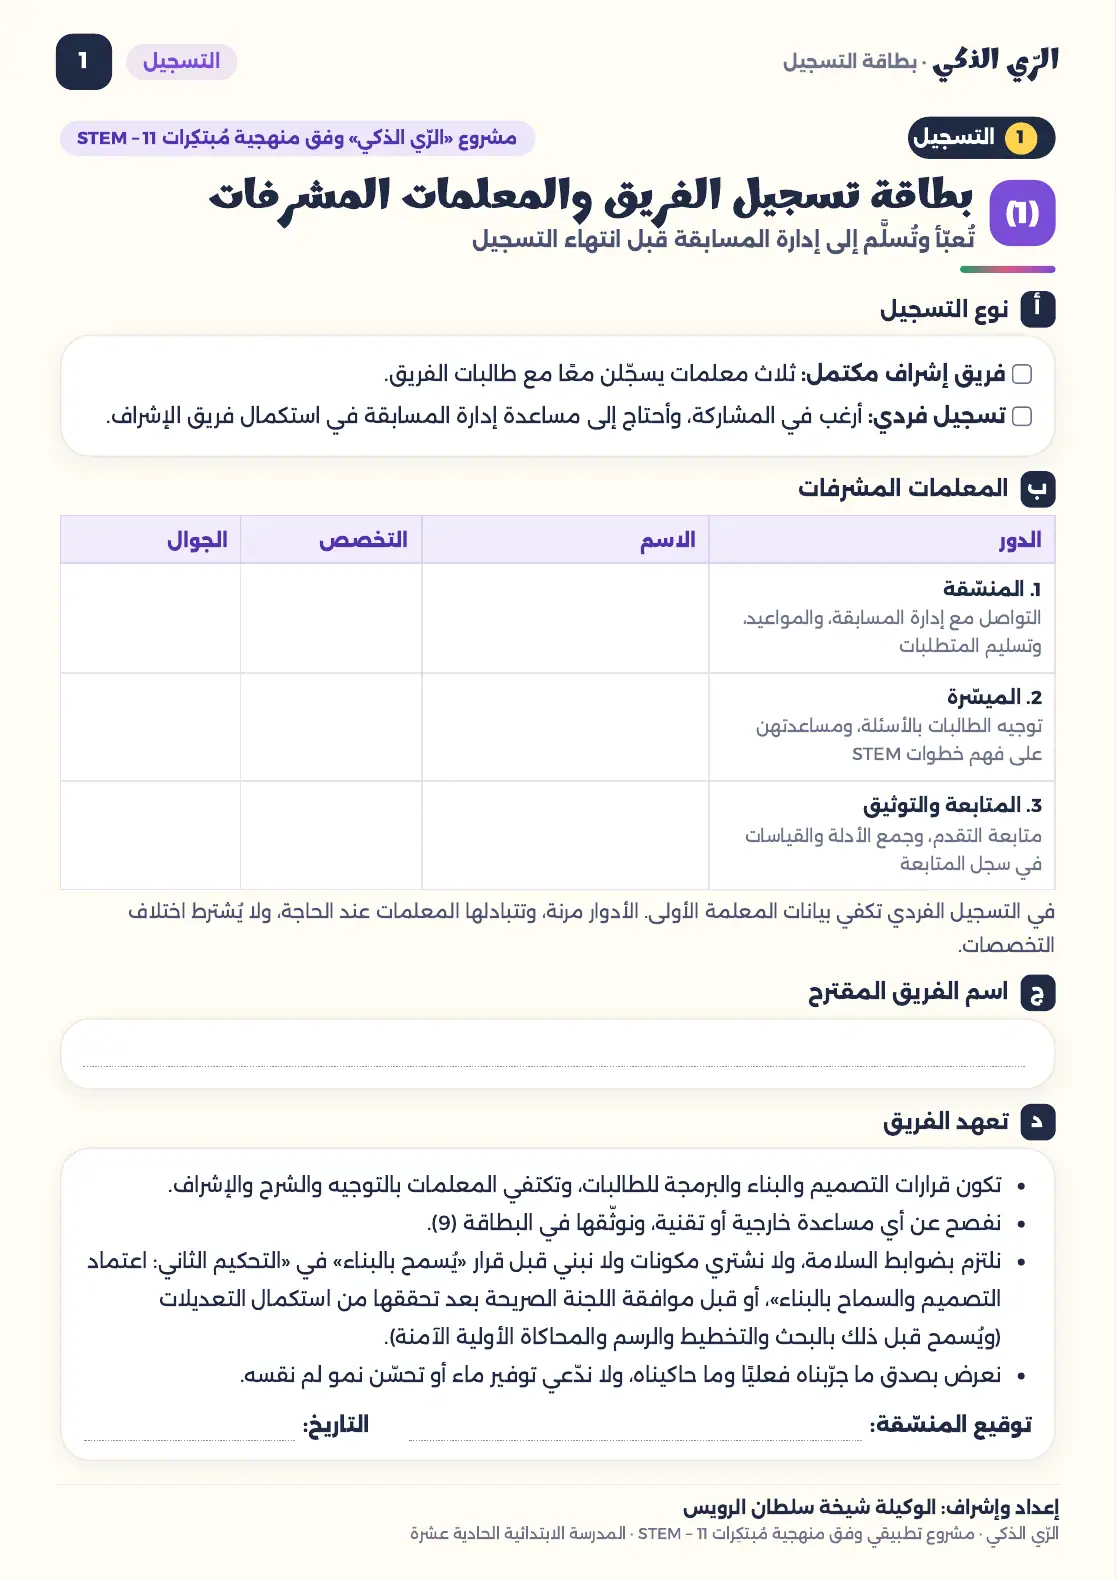 الرّي الذكي · بطاقة التسجيل
التسجيل 1
1 التسجيل
مشروع «الرّي الذكي» وفق منهجية مُبتكِرات STEM – 11
(1) بطاقة تسجيل الفريق والمعلمات المشرفات
تُعبّأ وتُسلَّم إلى إدارة المسابقة قبل انتهاء التسجيل
أ نوع التسجيل
فريق إشراف مكتمل: ثلاث معلمات يسجّلن معًا مع طالبات الفريق.
تسجيل فردي: أرغب في المشاركة، وأحتاج إلى مساعدة إدارة المسابقة في استكمال فريق الإشراف.
ب المعلمات المشرفات
الدور الاسم التخصص الجوال
1. المنسّقة
التواصل مع إدارة المسابقة، والمواعيد،
وتسليم المتطلبات
2. الميسّرة
توجيه الطالبات بالأسئلة، ومساعدتهن
على فهم خطوات STEM
3. المتابعة والتوثيق
متابعة التقدم، وجمع الأدلة والقياسات
في سجل المتابعة
في التسجيل الفردي تكفي بيانات المعلمة الأولى. الأدوار مرنة، وتتبادلها المعلمات عند الحاجة، ولا يُشترط اختلاف
التخصصات.
ج اسم الفريق المقترح
د تعهد الفريق
• تكون قرارات التصميم والبناء والبرمجة للطالبات، وتكتفي المعلمات بالتوجيه والشرح والإشراف.
• نفصح عن أي مساعدة خارجية أو تقنية، ونوثّقها في البطاقة (9).
• نلتزم بضوابط السلامة، ولا نشتري مكونات ولا نبني قبل قرار «يُسمح بالبناء» في «التحكيم الثاني: اعتماد
التصميم والسماح بالبناء»، أو قبل موافقة اللجنة الصريحة بعد تحققها من استكمال التعديلات
(ويُسمح قبل ذلك بالبحث والتخطيط والرسم والمحاكاة الأولية الآمنة).
• نعرض بصدق ما جرّبناه فعليًا وما حاكيناه، ولا ندّعي توفير ماء أو تحسّن نمو لم نقسه.
توقيع المنسّقة: التاريخ:
إعداد وإشراف: الوكيلة شيخة سلطان الرويس
الرّي الذكي · مشروع تطبيقي وفق منهجية مُبتكِرات STEM – 11 · المدرسة الابتدائية الحادية عشرة